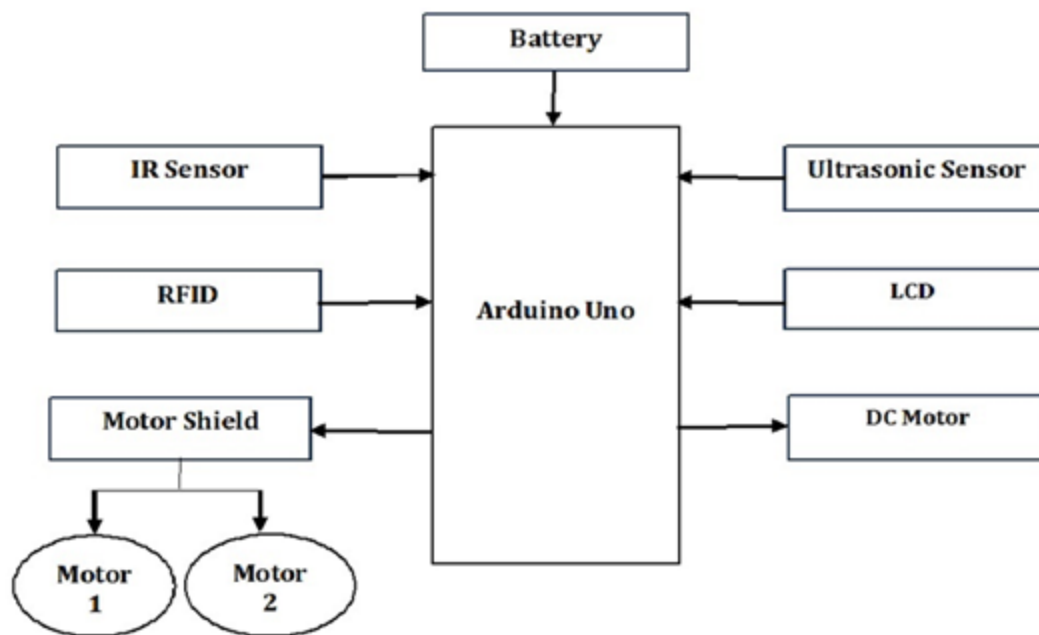 Battery
IR Sensor
Ultrasonic Sensor
RFID
LCD
Arduino Uno
Motor Shield
DC Motor
Motor
1
Motor
2